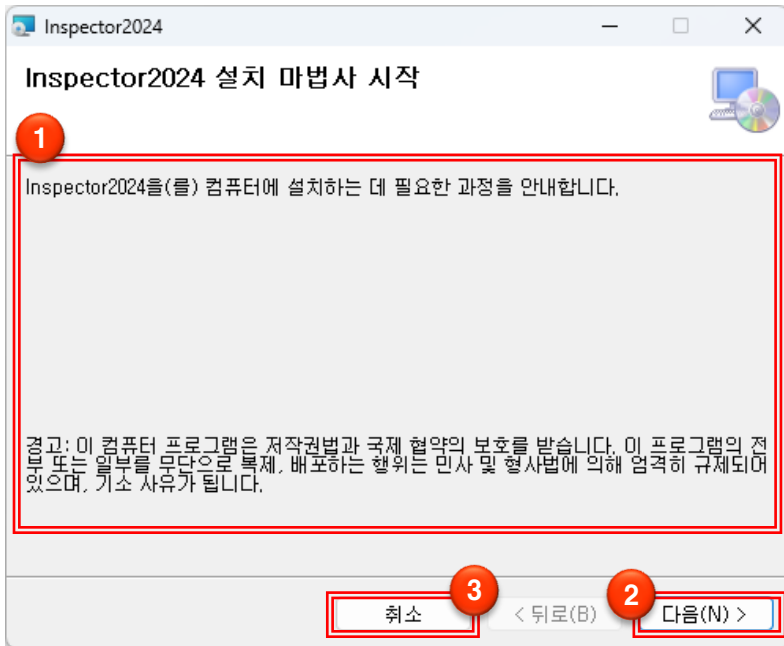 Inspector2024
Inspector2024 설치 마법사 시작
1
Inspector2024을(를) 컴퓨터에 설치하는 데 필요한 과정을 안내합니다.
경고: 이 컴퓨터 프로그램은 저작권법과 국제 협약의 보호를 받습니다. 이 프로그램의 전
부 또는 일부를 무단으로 복제, 배포하는 행위는 민사 및 형사법에 의해 엄격히 규제되어
있으며, 기소 사유가 됩니다.
취소
3
< 뒤로(B)
2
다음(N) >